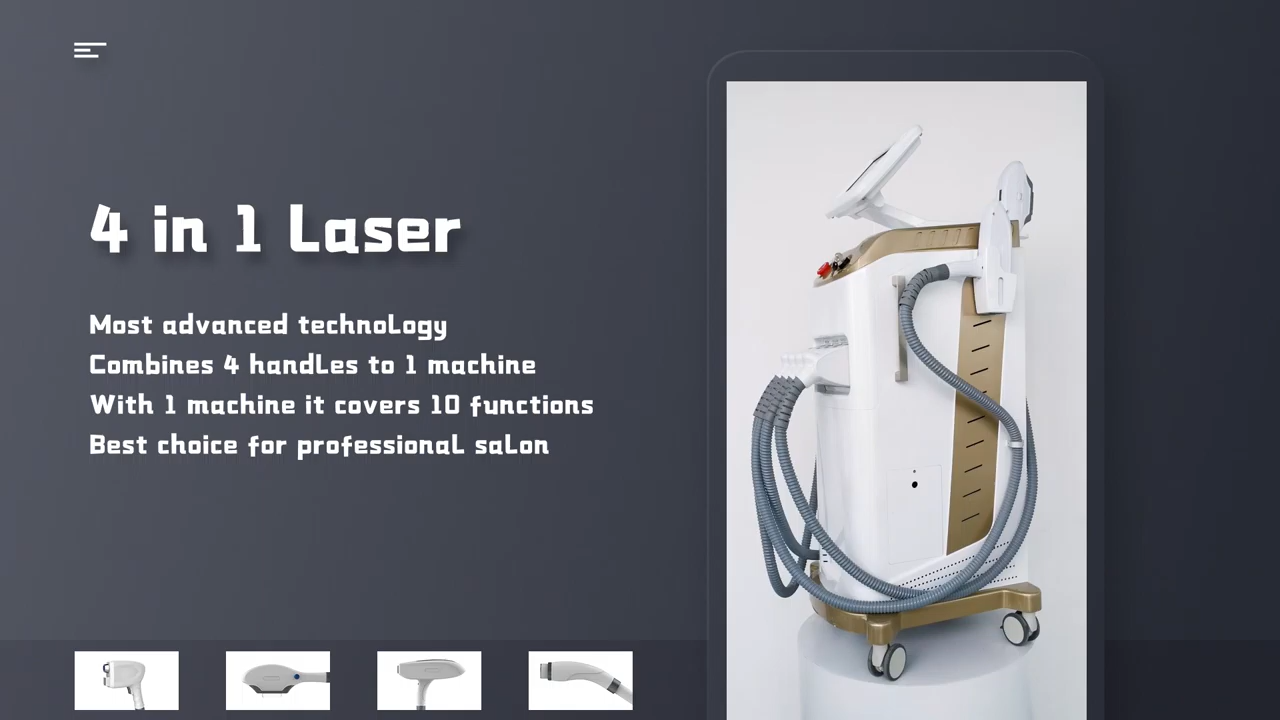 4 in 1 Laser
Most advanced technology
Combines 4 handles to 1 machine
With 1 machine it covers 10 functions
Best choice for professional salon